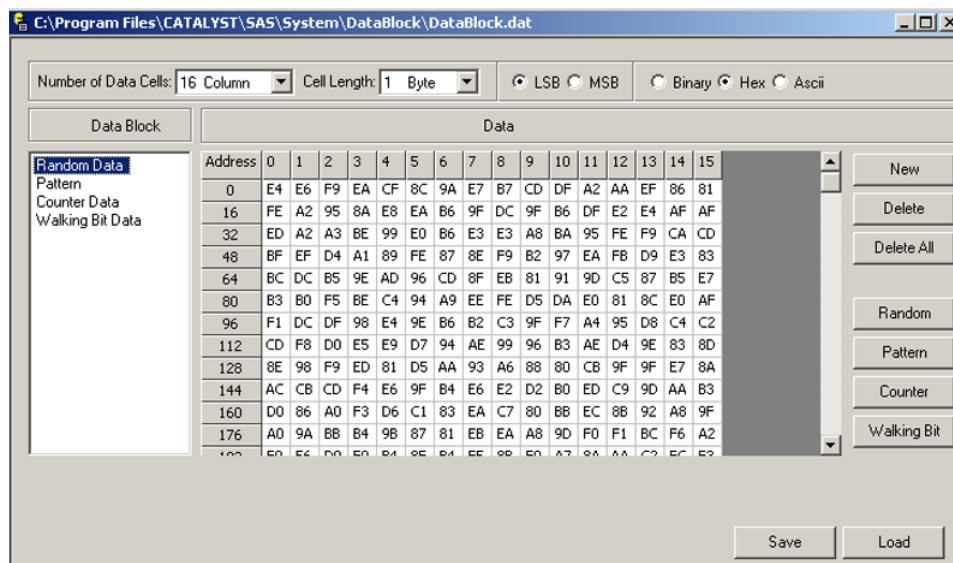 C:\Program Files\CATALYST\SAS\System\DataBlock\DataBlock.dat
Number of Data Cells: 16 Column Cell Length: 1 Byte LSB MSB Binary Hex Ascii
Data Block Data
Random Data
Pattern
Counter Data
Walking Bit Data
Address 0 1 2 3 4 5 6 7 8 9 10 11 12 13 14 15
0 E4 E6 F9 EA CF 8C 9A E7 B7 CD DF A2 AA EF 86 81
16 FE A2 95 8A E8 EA B6 9F DC 9F B6 DF E2 E4 AF AF
32 ED A2 A3 BE 99 E0 B6 E3 E3 A8 BA 95 FE F9 CA CD
48 BF EF D4 A1 89 FE 87 8E F9 B2 97 EA FB D9 E3 83
64 BC DC B5 9E AD 96 CD 8F EB 81 91 9D C5 87 B5 E7
80 B3 B0 F5 BE C4 94 A9 EE FE D5 DA E0 81 8C E0 AF
96 F1 DC DF 98 E4 9E B6 B2 C3 9F F7 A4 95 D8 C4 C2
112 CD F8 D0 E5 E9 D7 94 AE 99 96 B3 AE D4 9E 83 8D
128 8E 98 F9 ED 81 D5 AA 93 A6 88 80 CB 9F 9F E7 8A
144 AC CB CD F4 E6 9F B4 E6 E2 D2 B0 ED C9 9D AA B3
160 D0 86 A0 F3 D6 C1 83 EA C7 80 BB EC 8B 92 A8 9F
176 A0 9A BB B4 9B 87 81 EB EA A8 9D F0 F1 BC F6 A2
New
Delete
Delete All
Random
Pattern
Counter
Walking Bit
Save Load